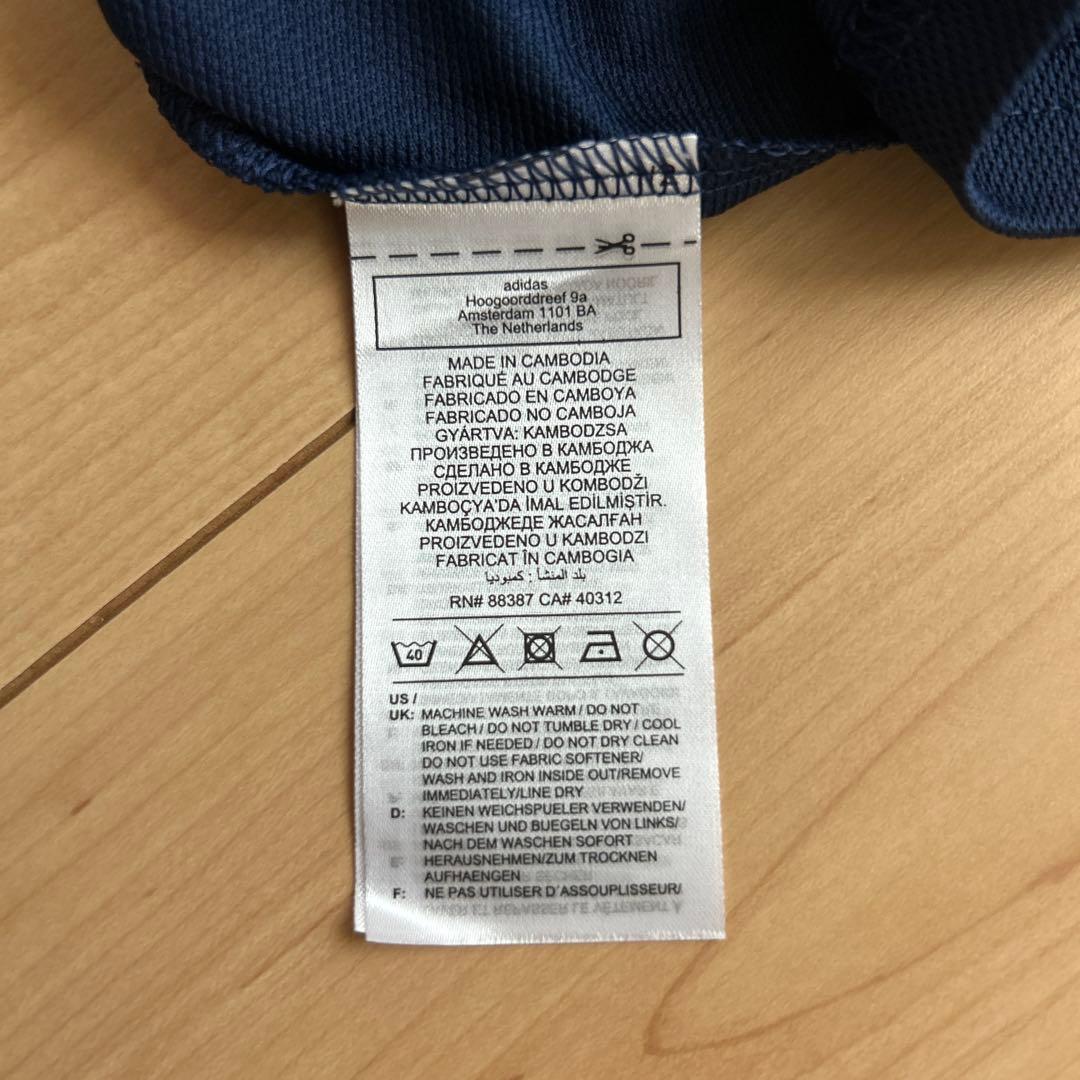 adidas
Hoogoorddreef 9a
Amsterdam 1101 BA
The Netherlands
MADE IN CAMBODIA
FABRIQUÉ AU CAMBODGE
FABRICADO EN CAMBOYA
FABRICADO NO CAMBOJA
GYÁRTVA: KAMBODZSA
ПРОИЗВЕДЕНО В КАМБОДЖА
СДЕЛАНО В КАМБОДЖЕ
PROIZVEDENO U KOMBODŽI
KAMBOÇYA'DA İMAL EDİLMİŞTİR.
КАМБОДЖЕДЕ ЖАСАЛҒАН
PROIZVEDENO U KAMBODZI
FABRICAT ÎN CAMBOGIA
بلد المنشأ : كمبوديا
RN# 88387 CA# 40312
40
US /
UK: MACHINE WASH WARM / DO NOT
BLEACH / DO NOT TUMBLE DRY / COOL
IRON IF NEEDED / DO NOT DRY CLEAN
DO NOT USE FABRIC SOFTENER/
WASH AND IRON INSIDE OUT/REMOVE
IMMEDIATELY/LINE DRY
D: KEINEN WEICHSPUELER VERWENDEN/
WASCHEN UND BUEGELN VON LINKS/
NACH DEM WASCHEN SOFORT
HERAUSNEHMEN/ZUM TROCKNEN
AUFHAENGEN
F: NE PAS UTILISER D'ASSOUPLISSEUR/